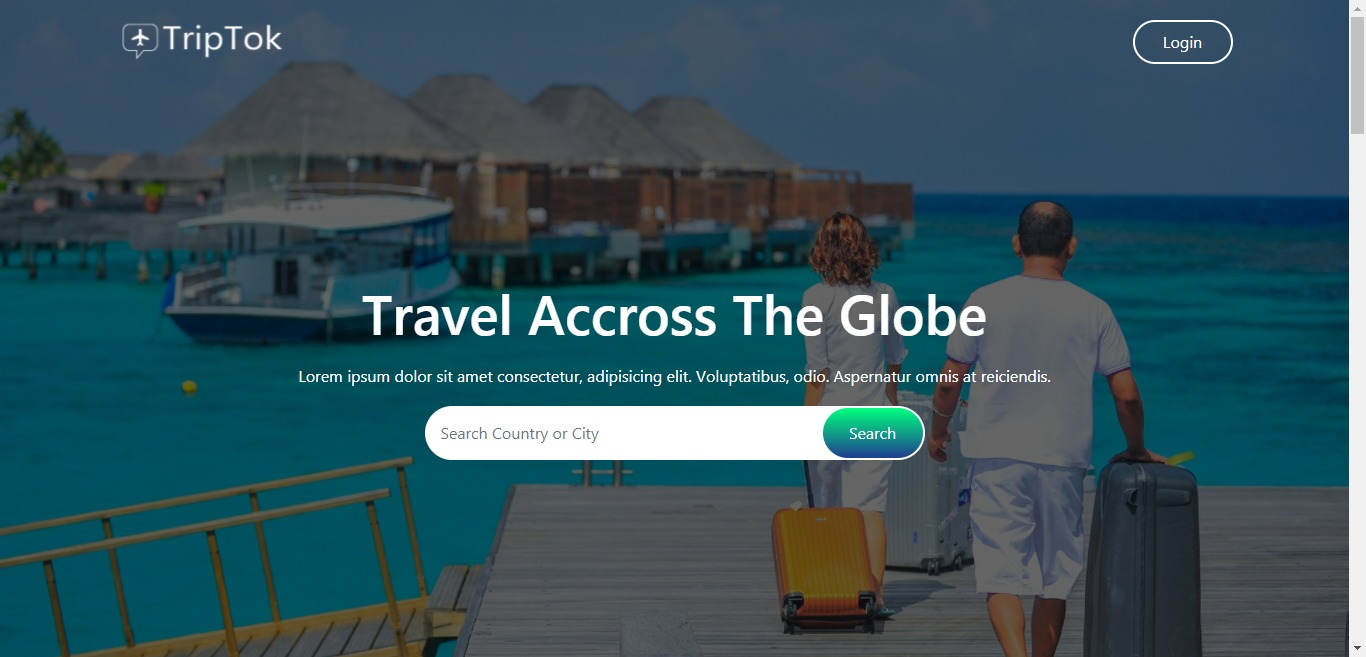 TripTok
Login
Travel Accross The Globe
Lorem ipsum dolor sit amet consectetur, adipisicing elit. Voluptatibus, odio. Aspernatur omnis at reiciendis.
Search Country or City
Search